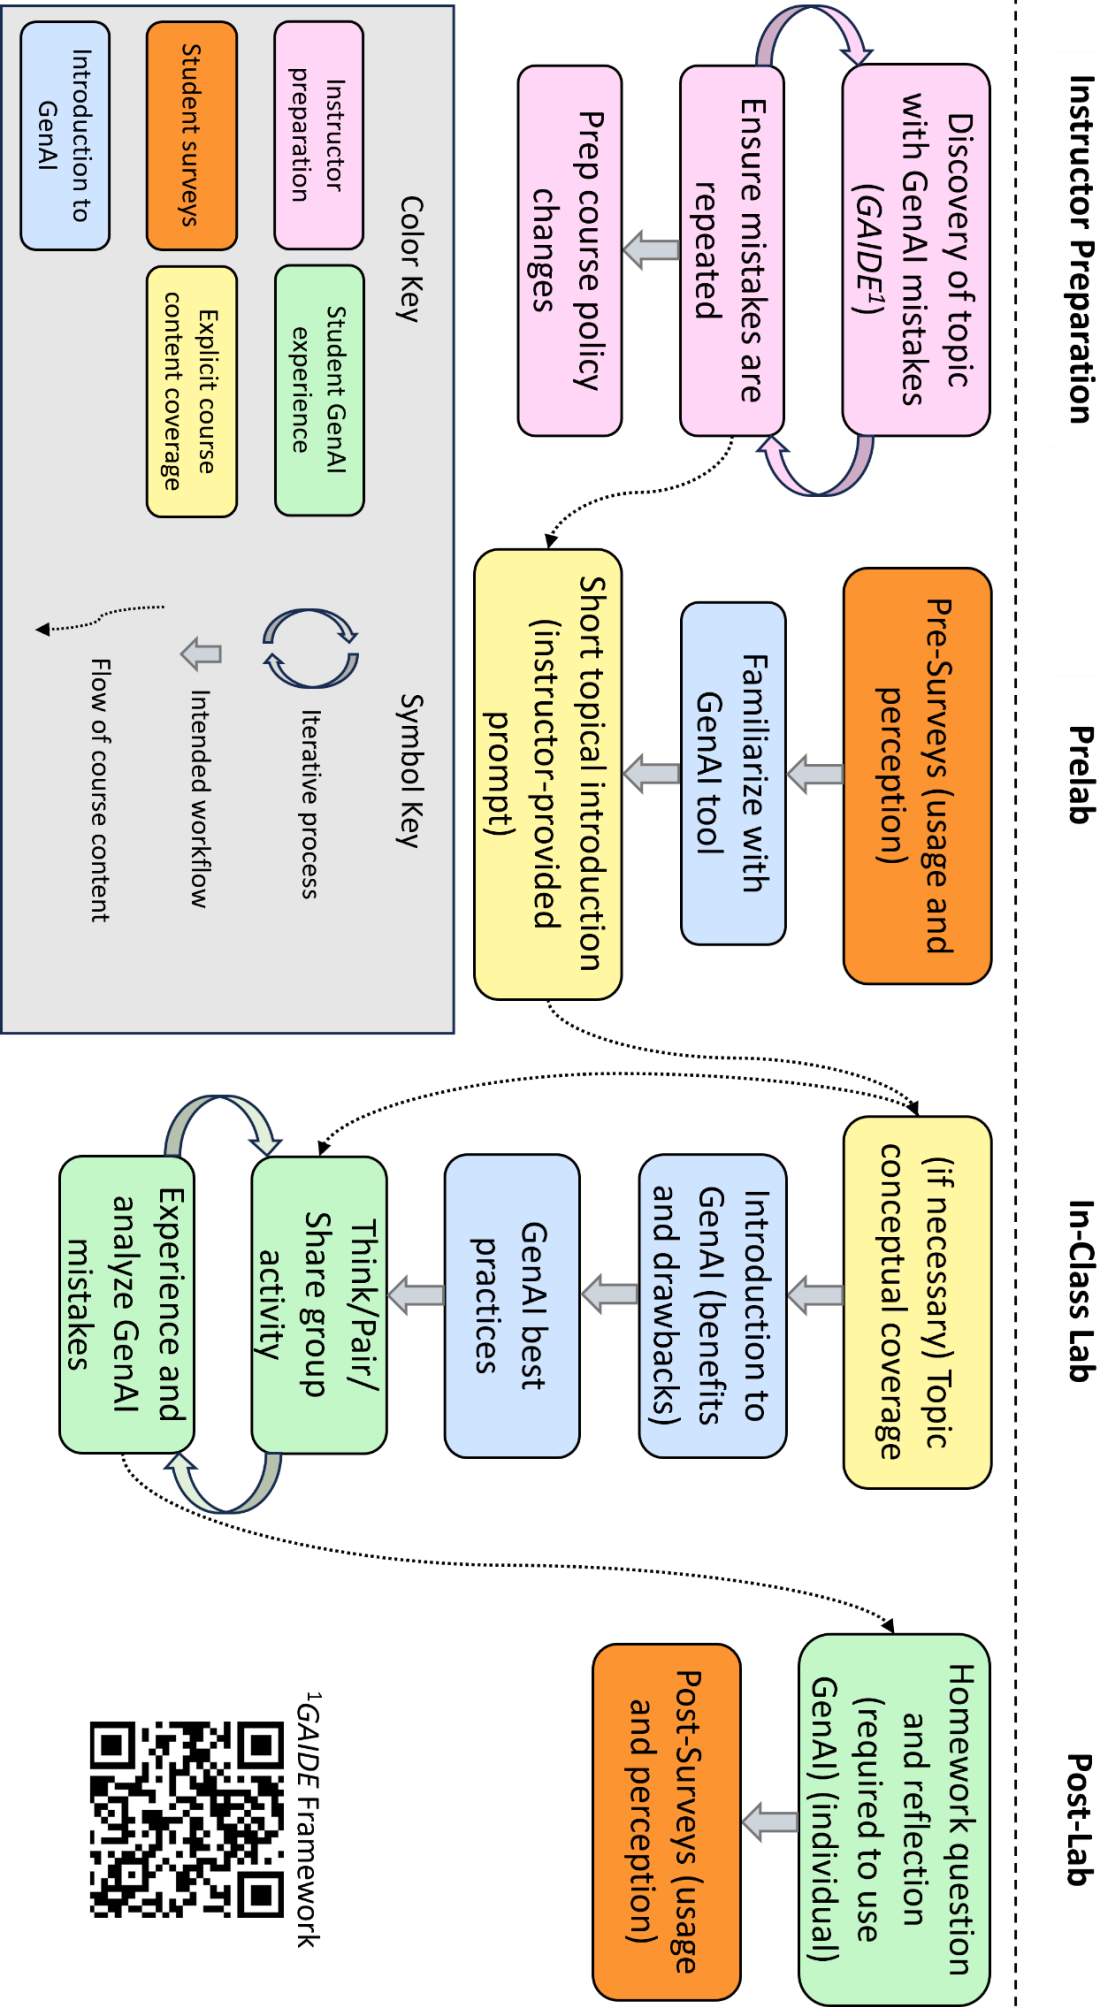 Instructor Preparation
Prelab
In-Class Lab
Post-Lab
Discovery of topic
with GenAI mistakes
(GAIDE¹)
Ensure mistakes are
repeated
Prep course policy
changes
Pre-Surveys (usage and
perception)
Familiarize with
GenAI tool
Short topical introduction
(instructor-provided
prompt)
(if necessary) Topic
conceptual coverage
Introduction to
GenAI (benefits
and drawbacks)
GenAI best
practices
Think/Pair/
Share group
activity
Experience and
analyze GenAI
mistakes
Homework question
and reflection
(required to use
GenAI) (individual)
Post-Surveys (usage
and perception)
Color Key
Instructor
preparation
Student GenAI
experience
Student surveys
Explicit course
content coverage
Introduction to
GenAI
Symbol Key
Iterative process
Intended workflow
Flow of course content
¹GAIDE Framework